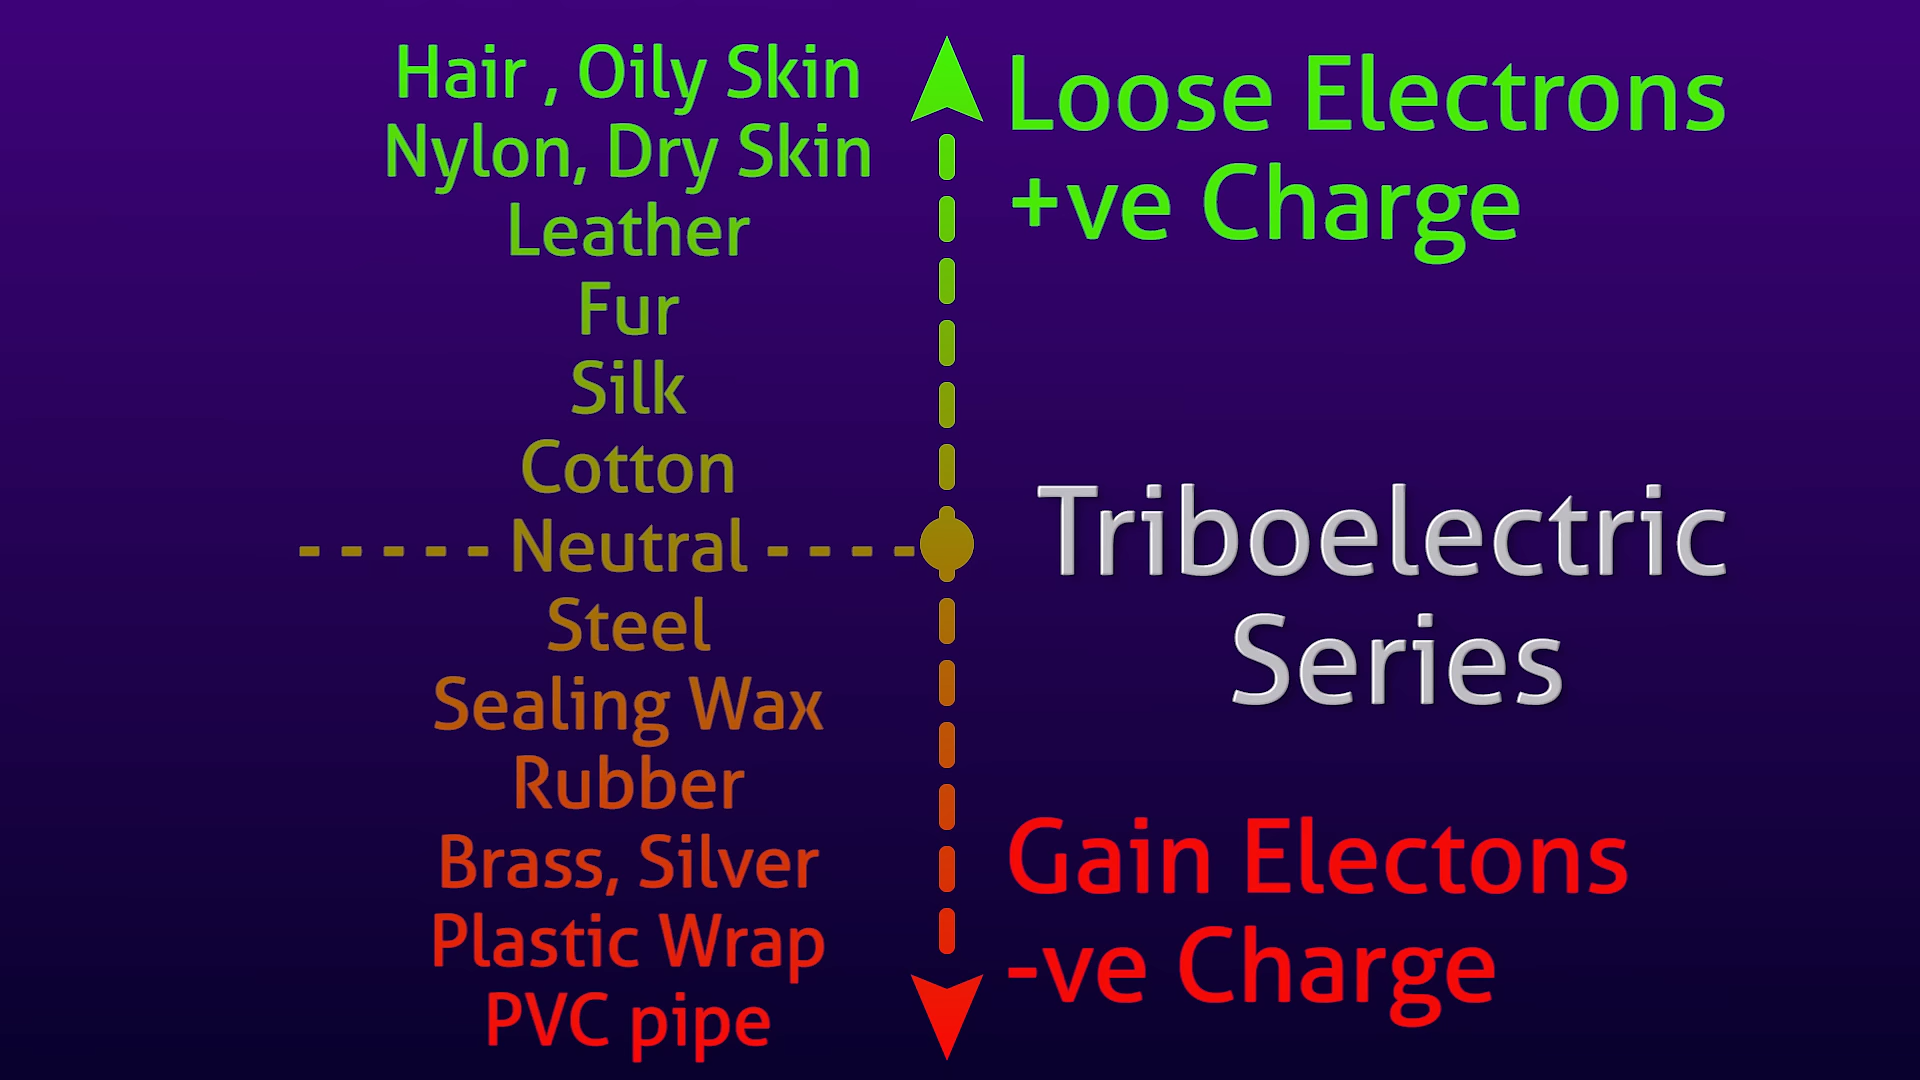 Hair , Oily Skin
Nylon, Dry Skin
Leather
Fur
Silk
Cotton
- - - - - Neutral - - - -
Steel
Sealing Wax
Rubber
Brass, Silver
Plastic Wrap
PVC pipe
Loose Electrons
+ve Charge
Triboelectric
Series
Gain Electons
-ve Charge